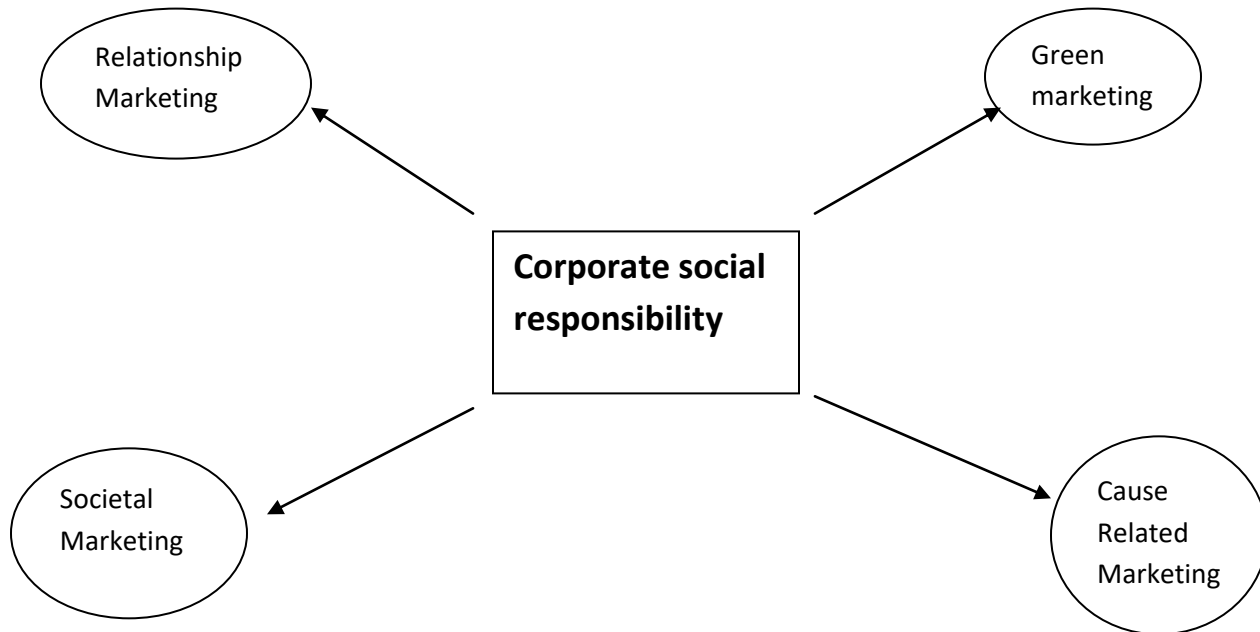 Relationship
Marketing
Green
marketing
Corporate social
responsibility
Societal
Marketing
Cause
Related
Marketing